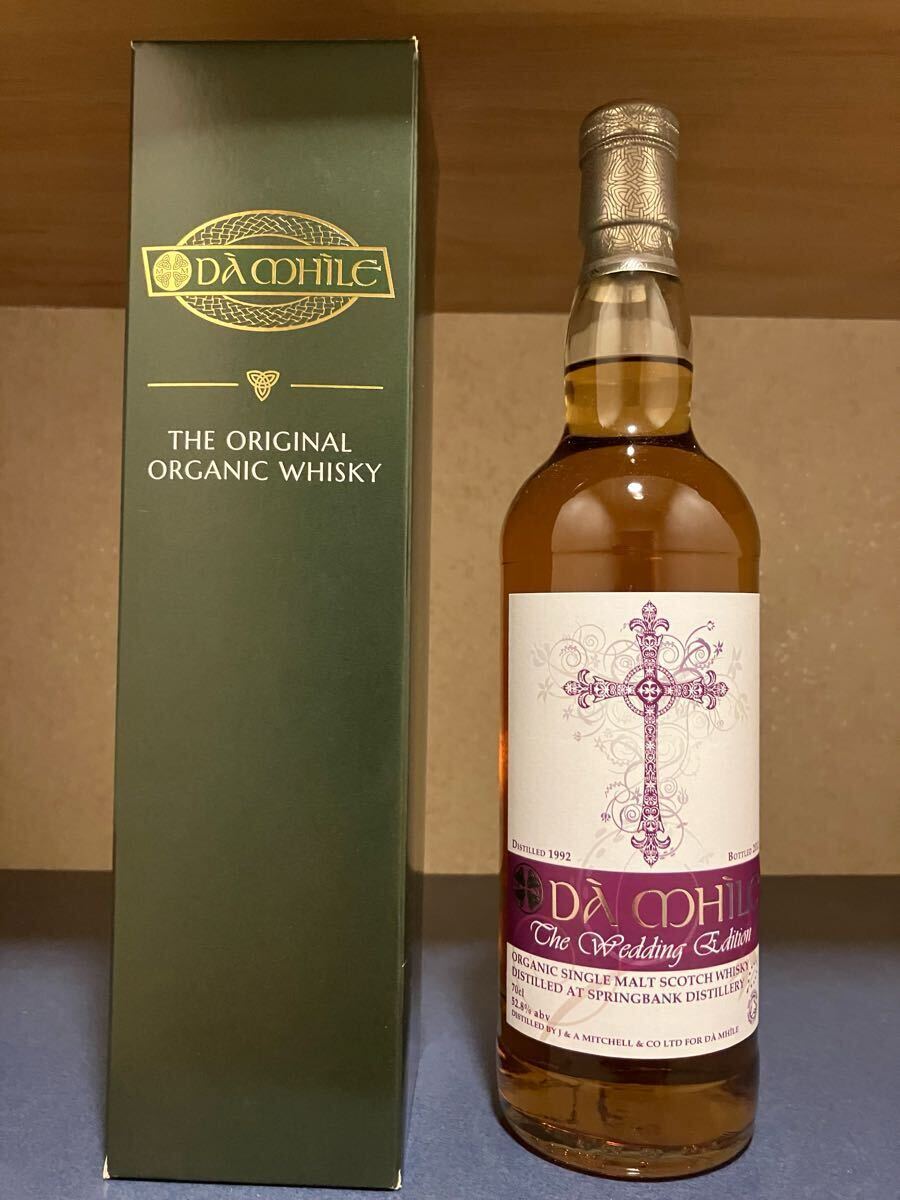 DÀ MHÌLE
THE ORIGINAL
ORGANIC WHISKY
DISTILLED 1992
BOTTLED
DÀ MHÌLE
The Wedding Edition
ORGANIC SINGLE MALT SCOTCH WHISKY
DISTILLED AT SPRINGBANK DISTILLERY
70cl
52.8% abv
DISTILLED BY J & A MITCHELL & CO LTD FOR DÀ MHÌLE